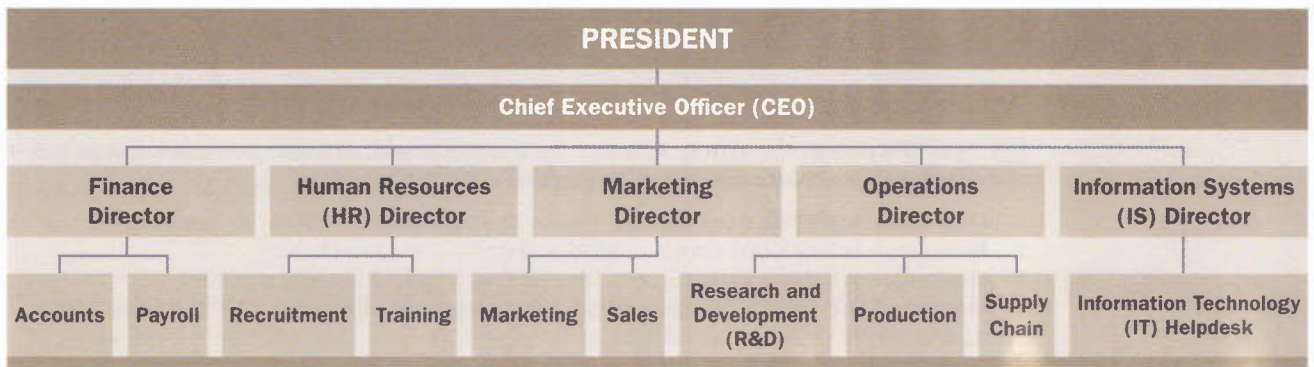 PRESIDENT
Chief Executive Officer (CEO)
Finance
Director
Human Resources
(HR) Director
Marketing
Director
Operations
Director
Information Systems
(IS) Director
Accounts
Payroll
Recruitment
Training
Marketing
Sales
Research and
Development
(R&D)
Production
Supply
Chain
Information Technology
(IT) Helpdesk